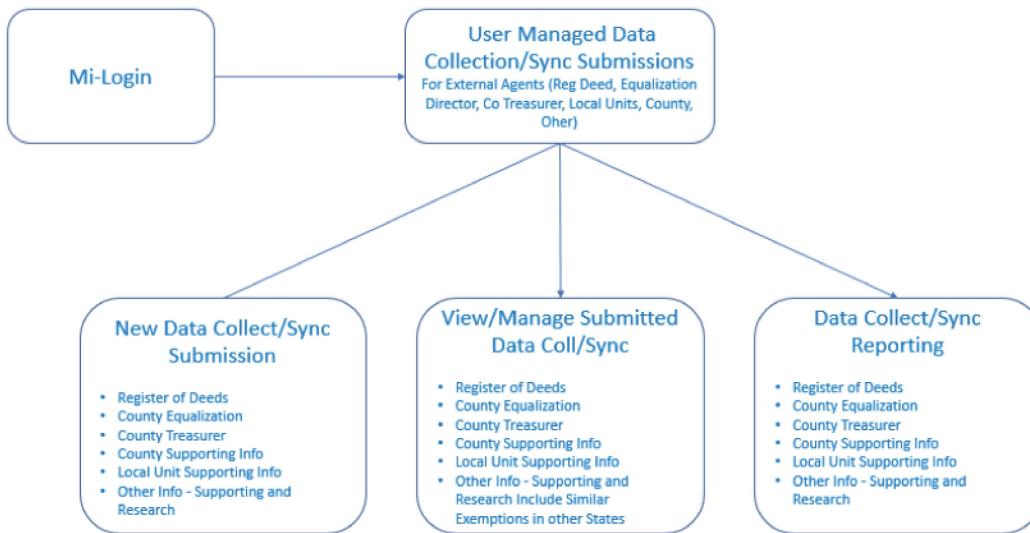 Mi-Login
User Managed Data
Collection/Sync Submissions
For External Agents (Reg Deed, Equalization
Director, Co Treasurer, Local Units, County,
Oher)
New Data Collect/Sync
Submission
• Register of Deeds
• County Equalization
• County Treasurer
• County Supporting Info
• Local Unit Supporting Info
• Other Info - Supporting and
Research
View/Manage Submitted
Data Coll/Sync
• Register of Deeds
• County Equalization
• County Treasurer
• County Supporting Info
• Local Unit Supporting Info
• Other Info - Supporting and
Research Include Similar
Exemptions in other States
Data Collect/Sync
Reporting
• Register of Deeds
• County Equalization
• County Treasurer
• County Supporting Info
• Local Unit Supporting Info
• Other Info - Supporting and
Research